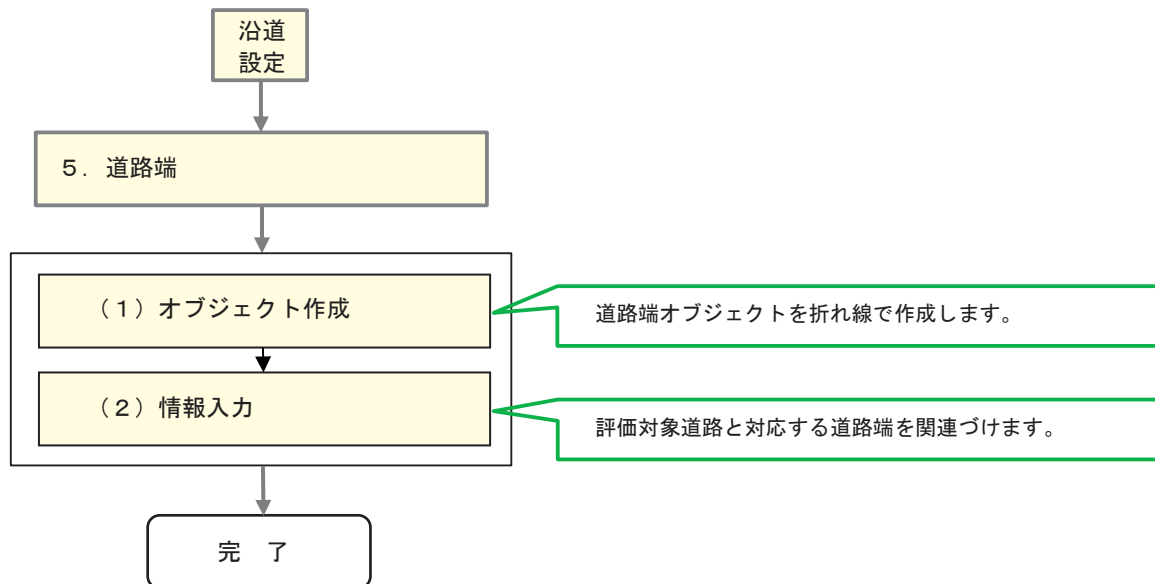 沿道
設定
５．道路端
（１）オブジェクト作成
道路端オブジェクトを折れ線で作成します。
（２）情報入力
評価対象道路と対応する道路端を関連づけます。
完　了